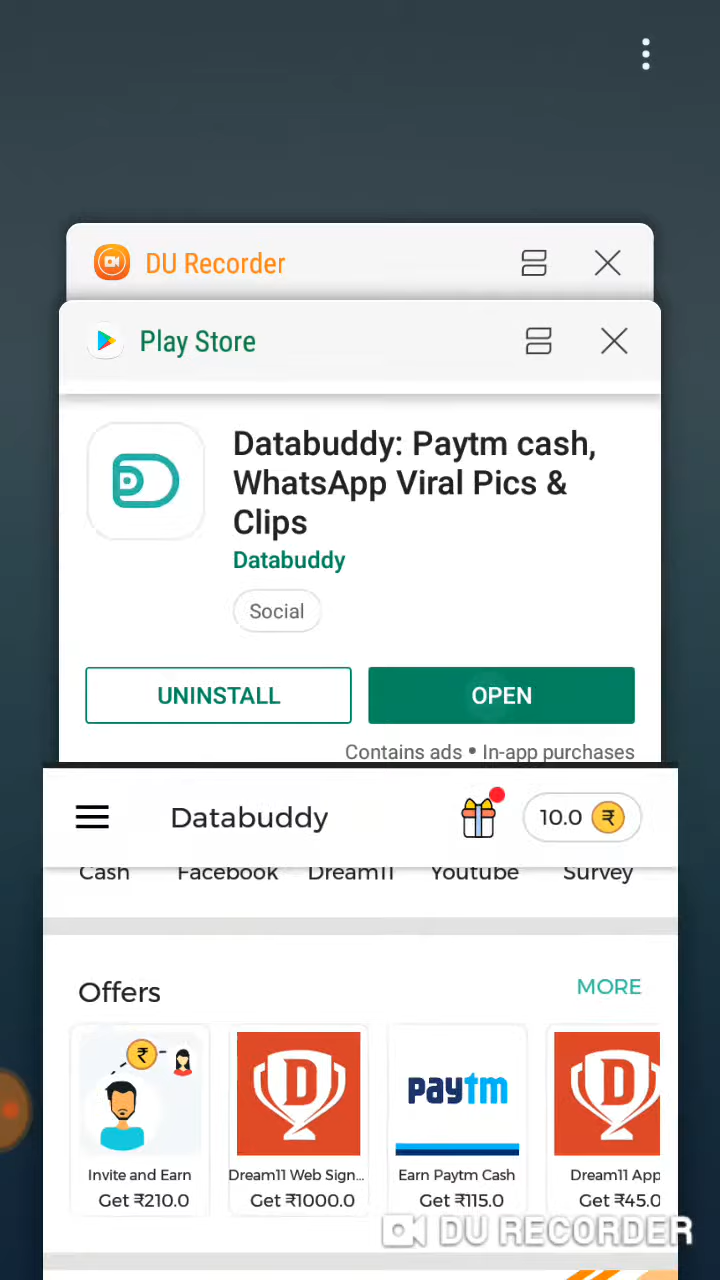 DU Recorder
Play Store
Databuddy: Paytm cash,
WhatsApp Viral Pics &
Clips
Databuddy
Social
UNINSTALL
OPEN
Contains ads • In-app purchases
Databuddy
10.0 ₹
Cash Facebook Dream11 Youtube Survey
Offers
MORE
₹
D
paytm
D
Invite and Earn
Dream11 Web Sign...
Earn Paytm Cash
Dream11 App
Get ₹210.0
Get ₹1000.0
Get ₹115.0
Get ₹45.0
DU RECORDER